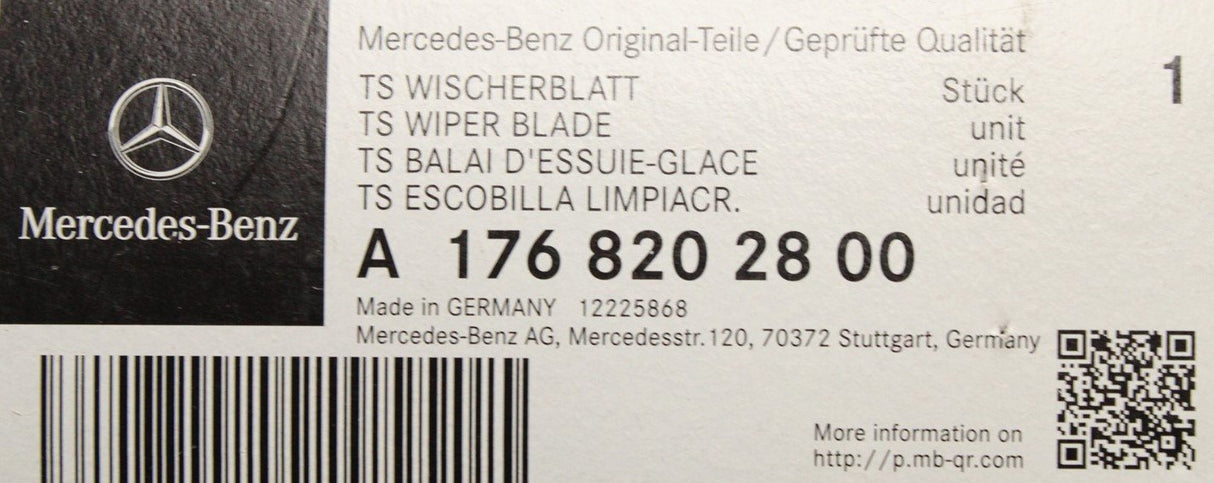 Mercedes-Benz
Mercedes-Benz Original-Teile/Geprüfte Qualität
TS WISCHERBLATT Stück 1
TS WIPER BLADE unit
TS BALAI D'ESSUIE-GLACE unité
TS ESCOBILLA LIMPIACR. unidad
A 176 820 28 00
Made in GERMANY 12225868
Mercedes-Benz AG, Mercedesstr. 120, 70372 Stuttgart, Germany
More information on
http://p.mb-qr.com